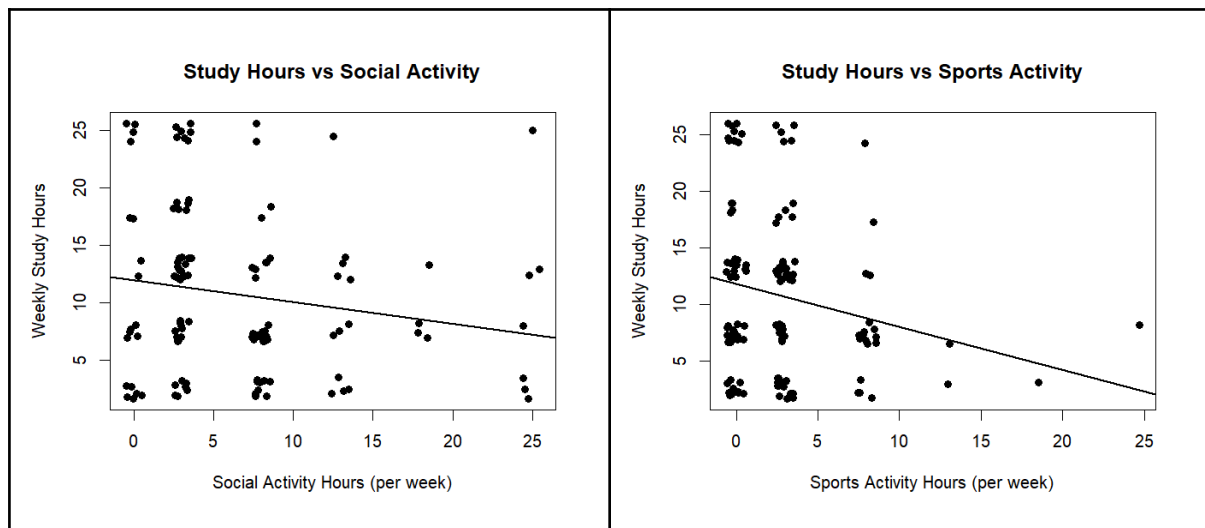 Study Hours vs Social Activity
Weekly Study Hours
25
20
15
10
5
0 5 10 15 20 25
Social Activity Hours (per week)
Study Hours vs Sports Activity
Weekly Study Hours
25
20
15
10
5
0 5 10 15 20 25
Sports Activity Hours (per week)